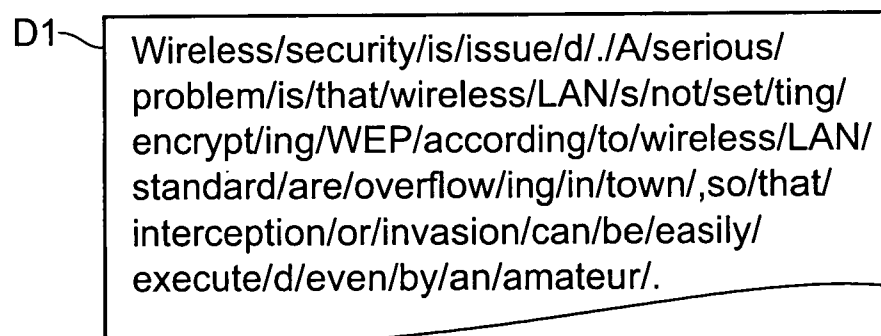 D1
Wireless/security/is/issue/d/./A/serious/
problem/is/that/wireless/LAN/s/not/set/ting/
encrypt/ing/WEP/according/to/wireless/LAN/
standard/are/overflow/ing/in/town/,so/that/
interception/or/invasion/can/be/easily/
execute/d/even/by/an/amateur/.